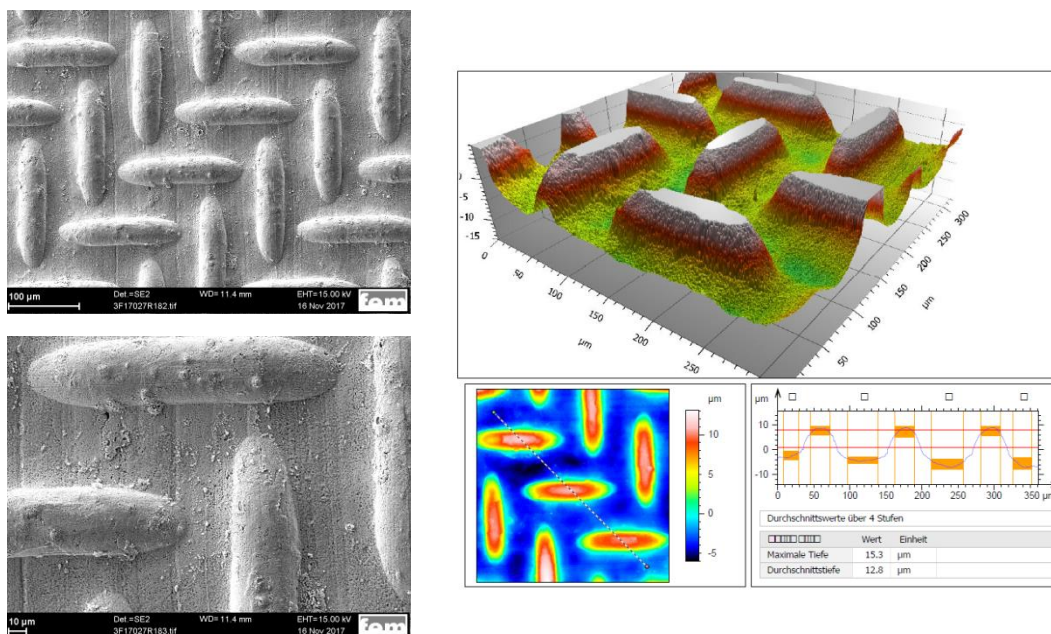 100 µm
Det.=SE2
WD= 11.4 mm
EHT=15.00 kV
3F17027R182.tif
16 Nov 2017
fem
10 µm
Det.=SE2
WD= 11.4 mm
EHT=15.00 kV
3F17027R183.tif
16 Nov 2017
fem
0
-5
-10
-15
0
50
100
150
200
250
µm
50
100
150
200
250
300
µm
µm
10
5
0
-5
µm
10
0
-10
0 50 100 150 200 250 300 350 µm
Durchschnittswerte über 4 Stufen
Wert Einheit
Maximale Tiefe 15.3 µm
Durchschnittstiefe 12.8 µm